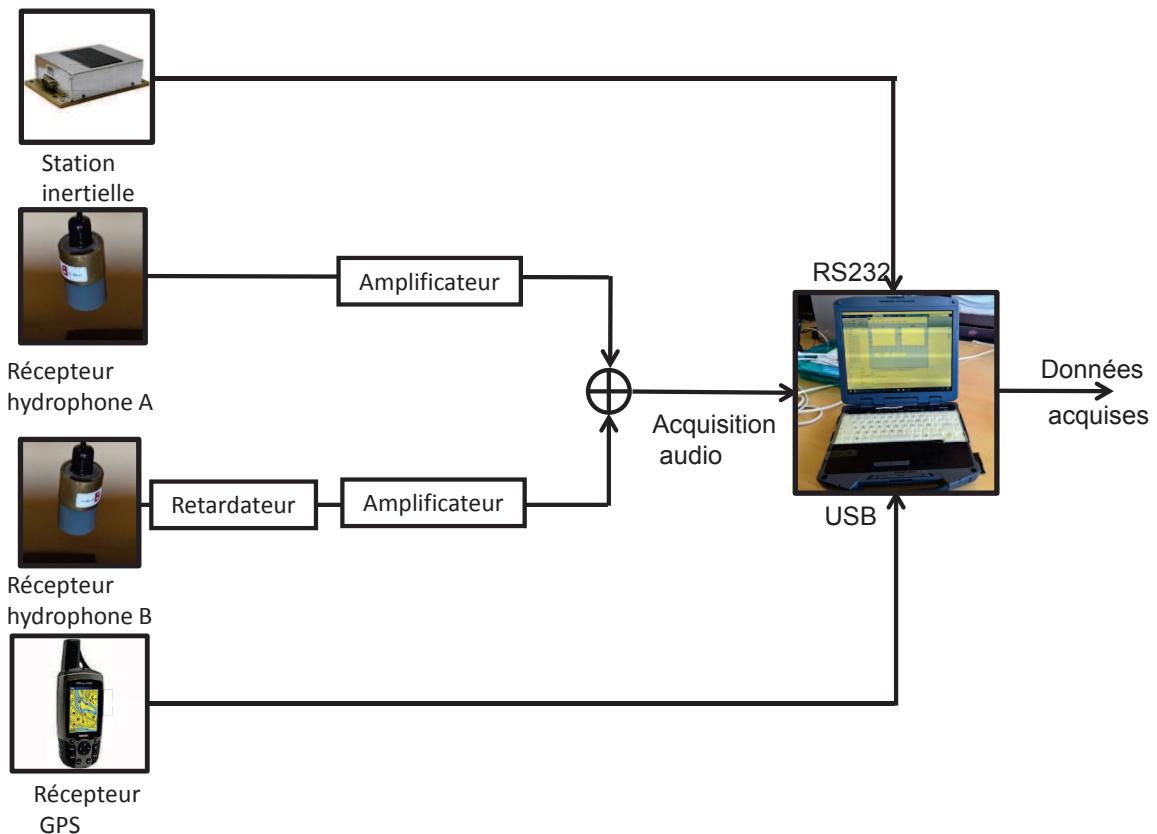 Station
inertielle
RS232
Amplificateur
Récepteur
hydrophone A
Données
acquises
Acquisition
audio
Retardateur
Amplificateur
USB
Récepteur
hydrophone B
Récepteur
GPS